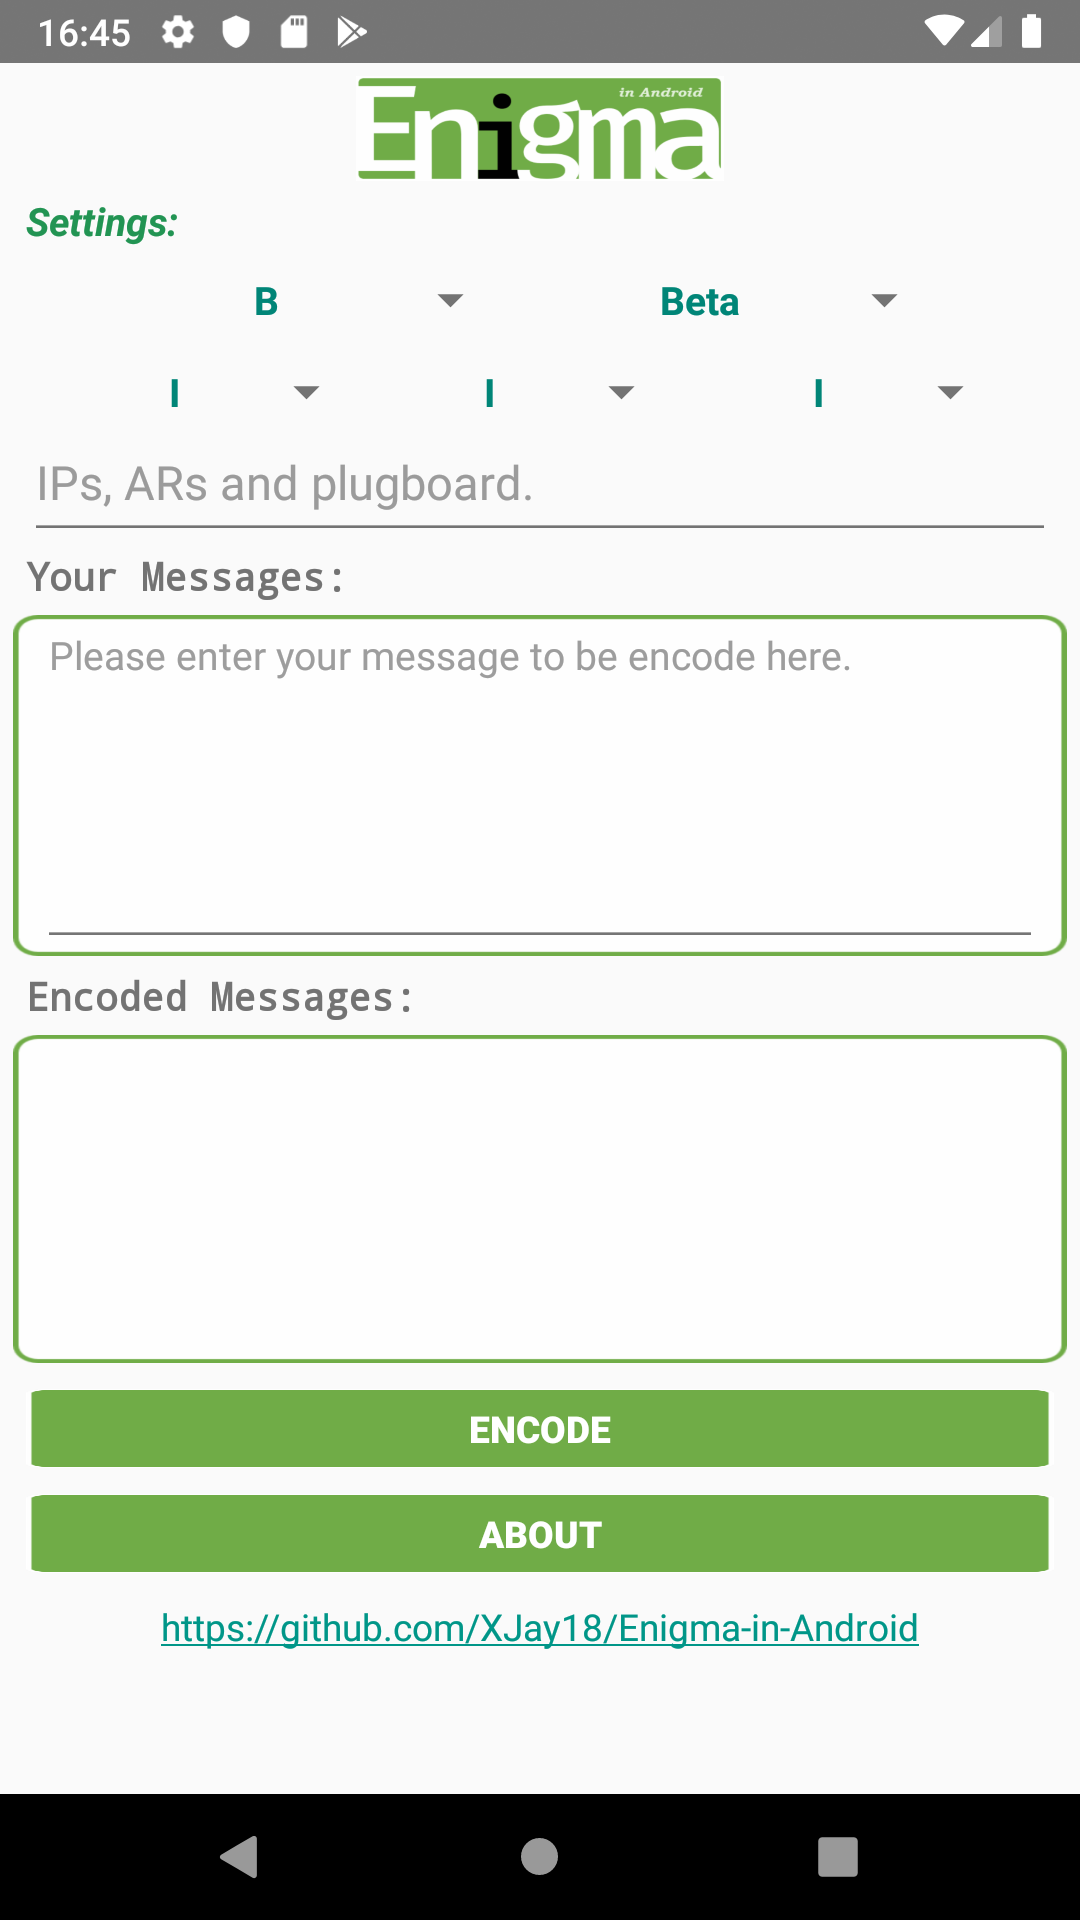 16:45
in Android
Enigma
Settings:
B Beta
I I I
IPs, ARs and plugboard.
Your Messages:
Please enter your message to be encode here.
Encoded Messages:
ENCODE
ABOUT
https://github.com/XJay18/Enigma-in-Android